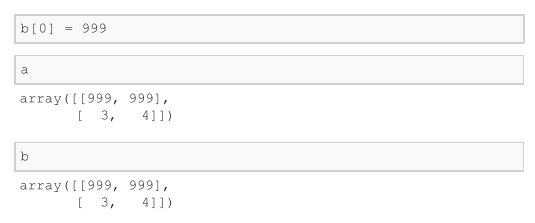 b[0] = 999
a
array([[999, 999],
       [  3,   4]])
b
array([[999, 999],
       [  3,   4]])